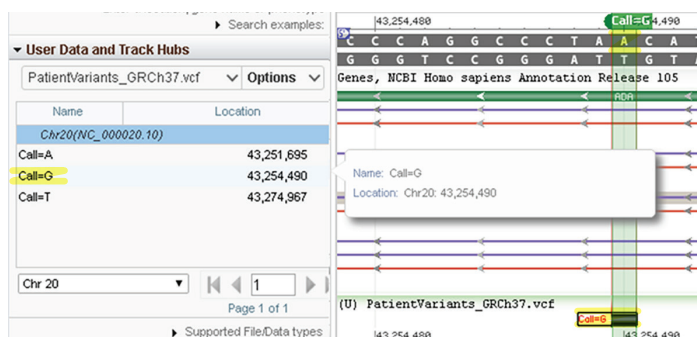 Search examples:
User Data and Track Hubs
PatientVariants_GRCh37.vcf Options
Name Location
Chr20(NC_000020.10)
Call=A 43,251,695
Call=G 43,254,490
Call=T 43,274,967
Chr 20 1
Page 1 of 1
Supported File/Data types
43,254,480 Call=G 4,490
C C C A G G C C C T A A C A
G G G T C C G G G A T T G T
Genes, NCBI Homo sapiens Annotation Release 105
ADA
Name: Call=G
Location: Chr20: 43,254,490
(U) PatientVariants_GRCh37.vcf
Call=G
43,254,480 43,254,490